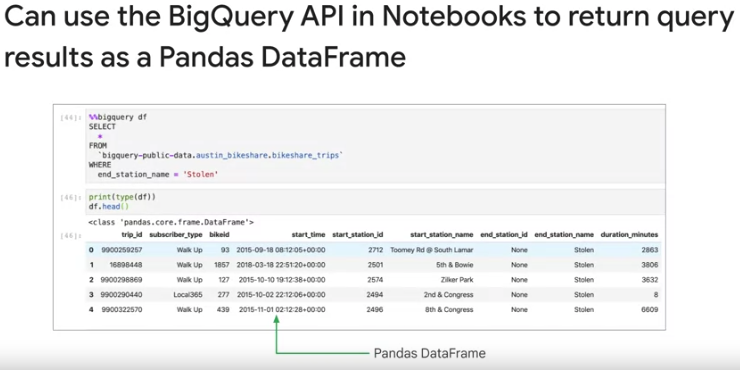 Can use the BigQuery API in Notebooks to return query
results as a Pandas DataFrame
[44]: %%bigquery df
SELECT
*
FROM
`bigquery-public-data.austin_bikeshare.bikeshare_trips`
WHERE
end_station_name = 'Stolen'
[46]: print(type(df))
df.head()
<class 'pandas.core.frame.DataFrame'>
[46]: trip_id subscriber_type bikeid start_time start_station_id start_station_name end_station_id end_station_name duration_minutes
0 9900259257 Walk Up 93 2015-09-18 08:12:05+00:00 2712 Toomey Rd @ South Lamar None Stolen 2863
1 16898448 Walk Up 1857 2018-03-18 22:51:20+00:00 2501 5th & Bowie None Stolen 3806
2 9900298869 Walk Up 127 2015-10-10 19:12:38+00:00 2574 Zilker Park None Stolen 3632
3 9900290440 Local365 277 2015-10-02 22:12:06+00:00 2494 2nd & Congress None Stolen 8
4 9900322570 Walk Up 439 2015-11-01 02:12:28+00:00 2496 8th & Congress None Stolen 6609
Pandas DataFrame